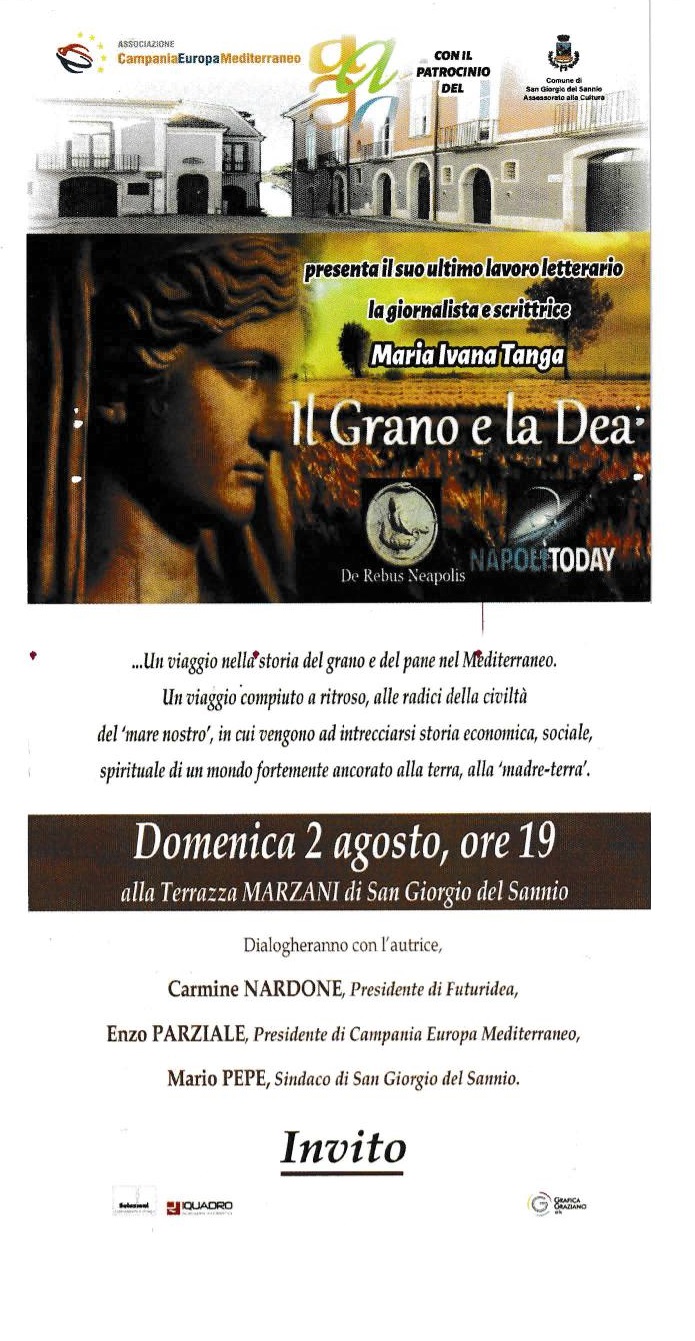 ASSOCIAZIONE
CampaniaEuropaMediterraneo
CON IL
PATROCINIO
DEL
Comune di
San Giorgio del Sannio
Assessorato alla Cultura
presenta il suo ultimo lavoro letterario
la giornalista e scrittrice
Maria Ivana Tanga
Il Grano e la Dea
De Rebus Neapolis
NAPOLITODAY
...Un viaggio nella storia del grano e del pane nel Mediterraneo.
Un viaggio compiuto a ritroso, alle radici della civiltà
del 'mare nostro', in cui vengono ad intrecciarsi storia economica, sociale,
spirituale di un mondo fortemente ancorato alla terra, alla 'madre-terra'.
Domenica 2 agosto, ore 19
alla Terrazza MARZANI di San Giorgio del Sannio
Dialogheranno con l'autrice,
Carmine NARDONE, Presidente di Futuridea,
Enzo PARZIALE, Presidente di Campania Europa Mediterraneo,
Mario PEPE, Sindaco di San Giorgio del Sannio.
Invito
IQUADRO
GRAFICA
GRAZIANO